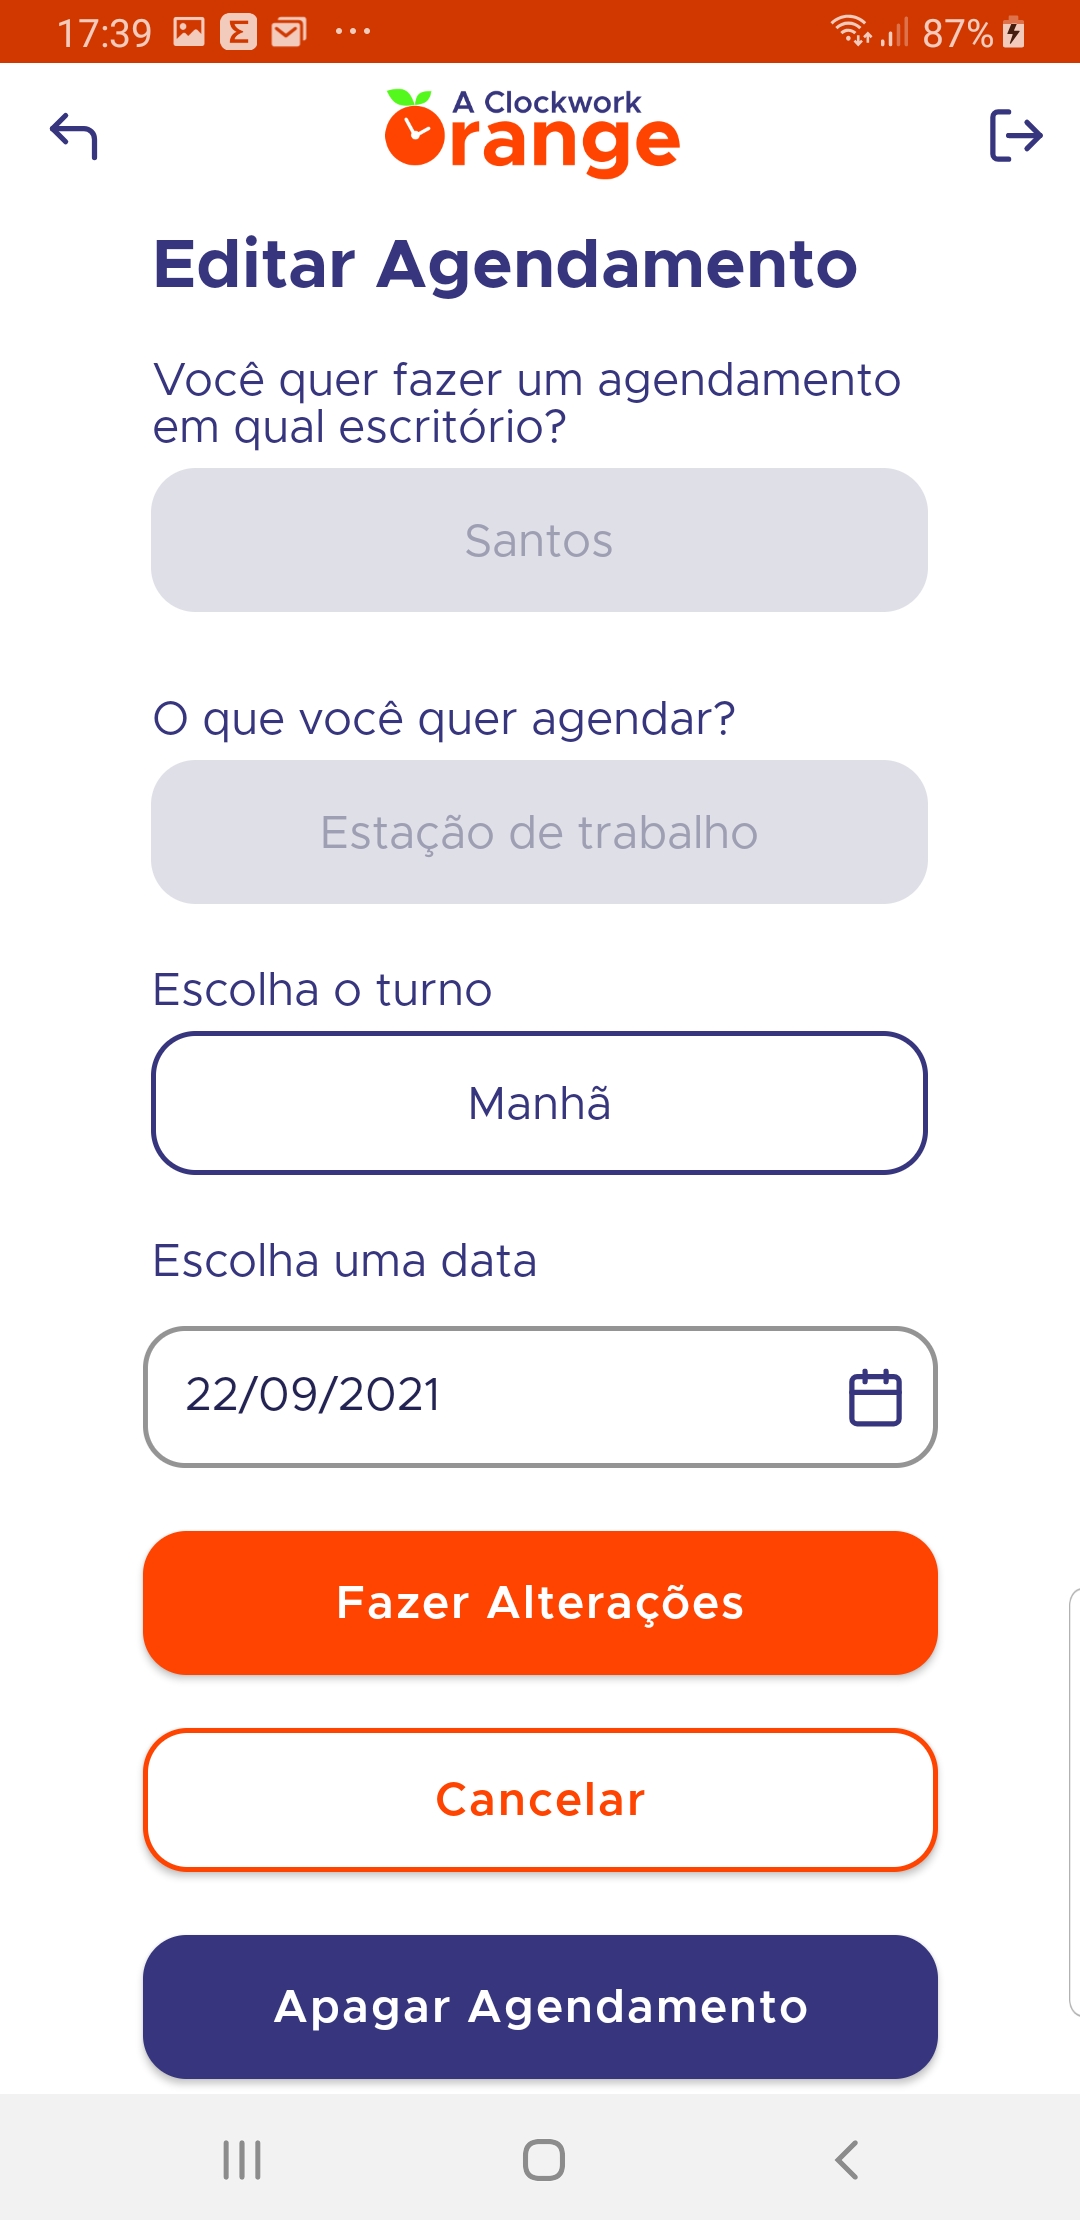 17:39
87%
A Clockwork
Orange
Editar Agendamento
Você quer fazer um agendamento
em qual escritório?
Santos
O que você quer agendar?
Estação de trabalho
Escolha o turno
Manhã
Escolha uma data
22/09/2021
Fazer Alterações
Cancelar
Apagar Agendamento